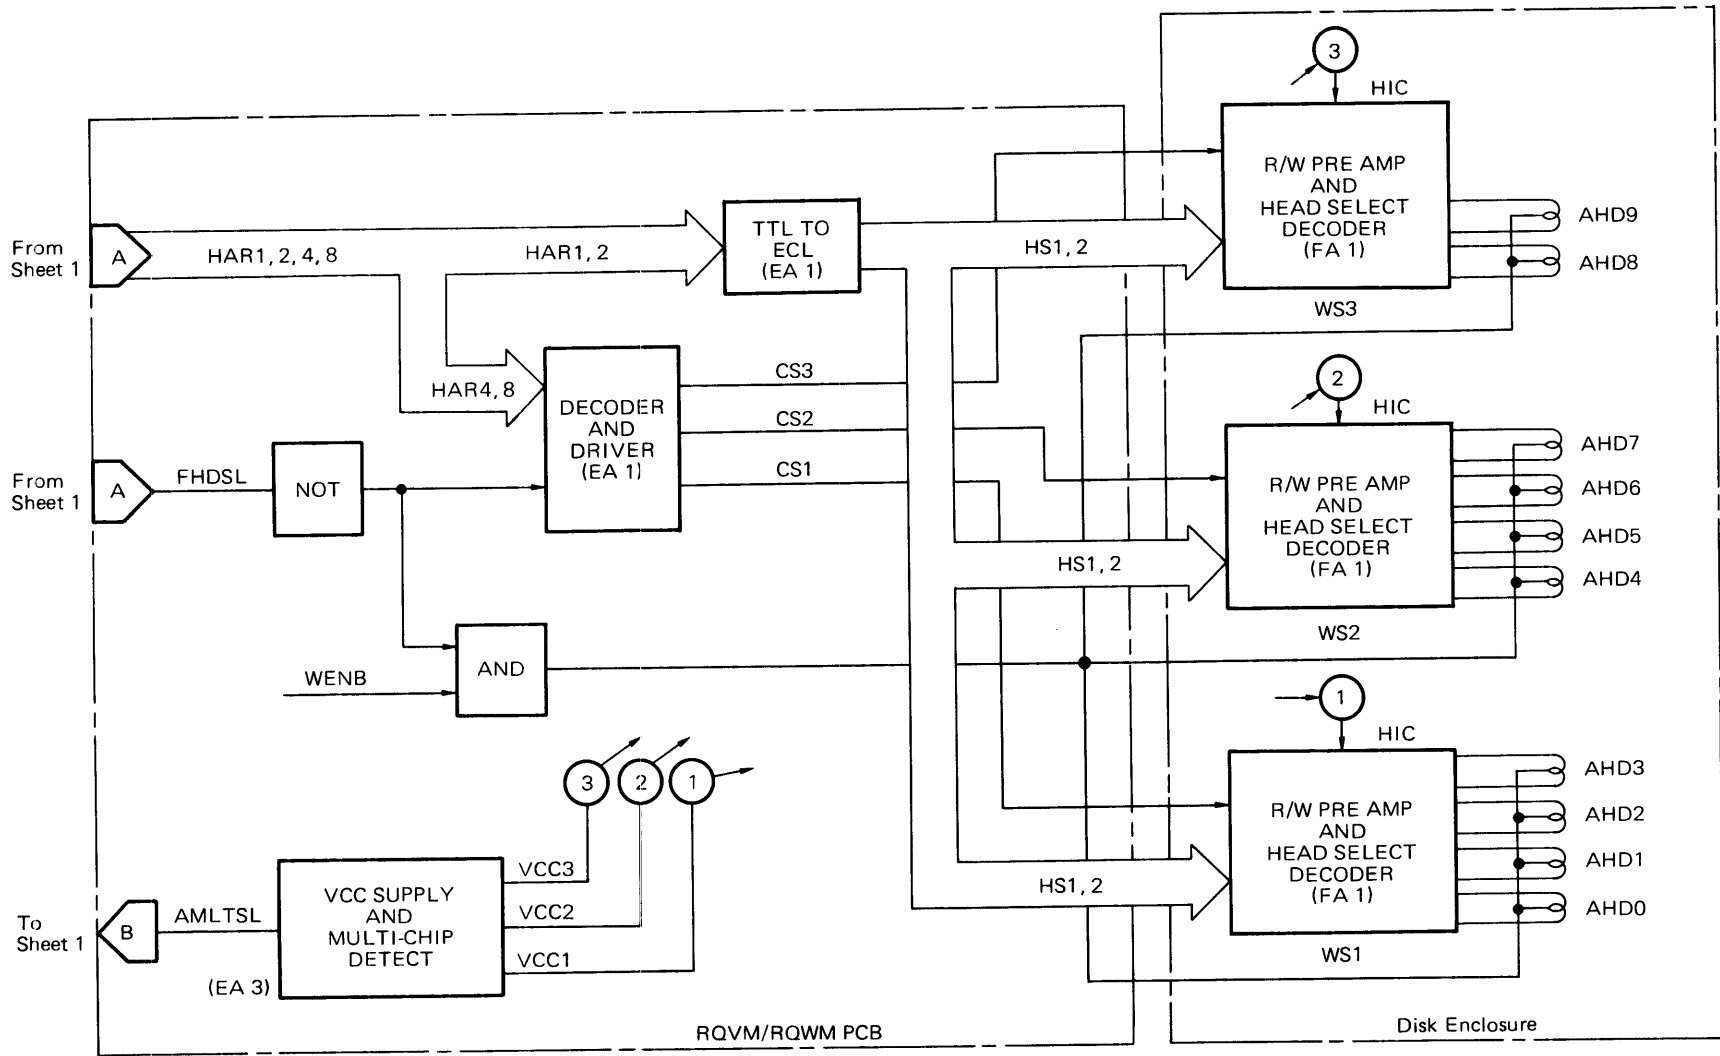 3
HIC
R/W PRE AMP
AND
HEAD SELECT
DECODER
(FA 1)
AHD9
AHD8
WS3
From
Sheet 1
A
HAR1, 2, 4, 8
HAR1, 2
TTL TO
ECL
(EA 1)
HS1, 2
HAR4, 8
DECODER
AND
DRIVER
(EA 1)
CS3
CS2
CS1
2
HIC
R/W PRE AMP
AND
HEAD SELECT
DECODER
(FA 1)
AHD7
AHD6
AHD5
AHD4
WS2
From
Sheet 1
A
FHDSL
NOT
HS1, 2
WENB
AND
1
HIC
R/W PRE AMP
AND
HEAD SELECT
DECODER
(FA 1)
AHD3
AHD2
AHD1
AHD0
WS1
HS1, 2
3
2
1
To
Sheet 1
B
AMLTSL
VCC SUPPLY
AND
MULTI-CHIP
DETECT
(EA 3)
VCC3
VCC2
VCC1
RQVM/RQWM PCB
Disk Enclosure